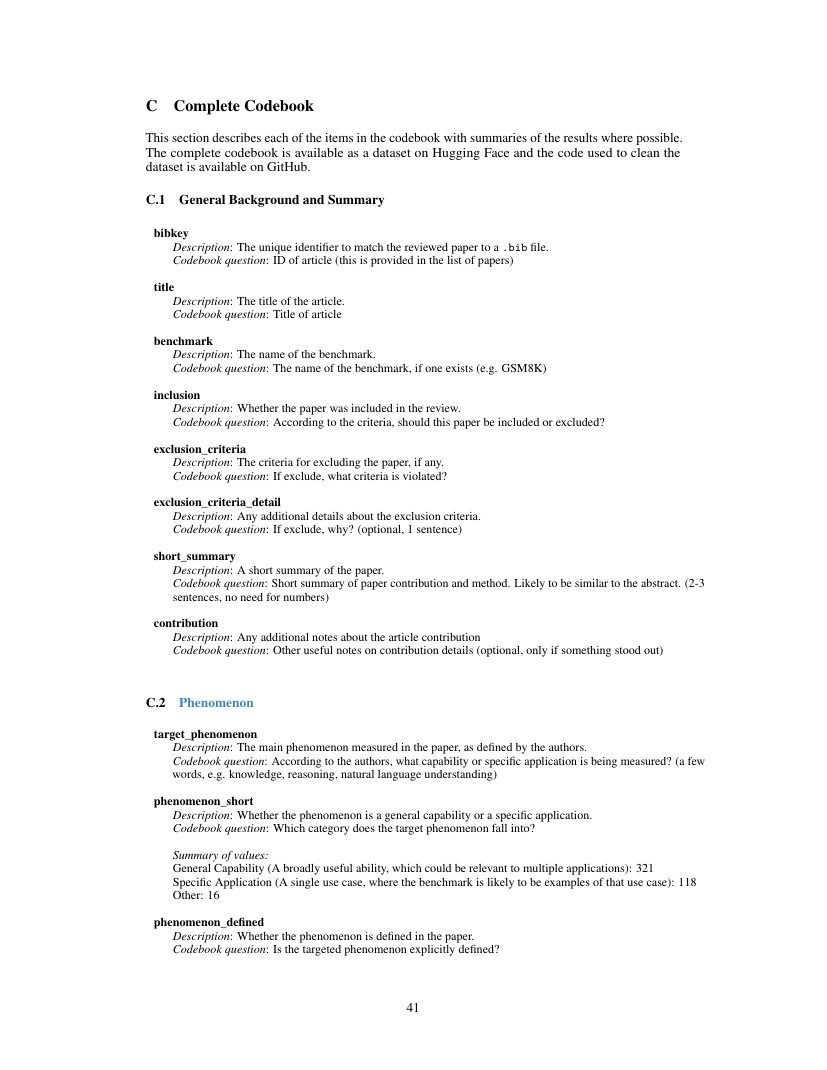 C Complete Codebook
This section describes each of the items in the codebook with summaries of the results where possible.
The complete codebook is available as a dataset on Hugging Face and the code used to clean the
dataset is available on GitHub.
C.1 General Background and Summary
bibkey
Description: The unique identifier to match the reviewed paper to a .bib file.
Codebook question: ID of article (this is provided in the list of papers)
title
Description: The title of the article.
Codebook question: Title of article
benchmark
Description: The name of the benchmark.
Codebook question: The name of the benchmark, if one exists (e.g. GSM8K)
inclusion
Description: Whether the paper was included in the review.
Codebook question: According to the criteria, should this paper be included or excluded?
exclusion_criteria
Description: The criteria for excluding the paper, if any.
Codebook question: If exclude, what criteria is violated?
exclusion_criteria_detail
Description: Any additional details about the exclusion criteria.
Codebook question: If exclude, why? (optional, 1 sentence)
short_summary
Description: A short summary of the paper.
Codebook question: Short summary of paper contribution and method. Likely to be similar to the abstract. (2-3
sentences, no need for numbers)
contribution
Description: Any additional notes about the article contribution
Codebook question: Other useful notes on contribution details (optional, only if something stood out)
C.2 Phenomenon
target_phenomenon
Description: The main phenomenon measured in the paper, as defined by the authors.
Codebook question: According to the authors, what capability or specific application is being measured? (a few
words, e.g. knowledge, reasoning, natural language understanding)
phenomenon_short
Description: Whether the phenomenon is a general capability or a specific application.
Codebook question: Which category does the target phenomenon fall into?
Summary of values:
General Capability (A broadly useful ability, which could be relevant to multiple applications): 321
Specific Application (A single use case, where the benchmark is likely to be examples of that use case): 118
Other: 16
phenomenon_defined
Description: Whether the phenomenon is defined in the paper.
Codebook question: Is the targeted phenomenon explicitly defined?
41